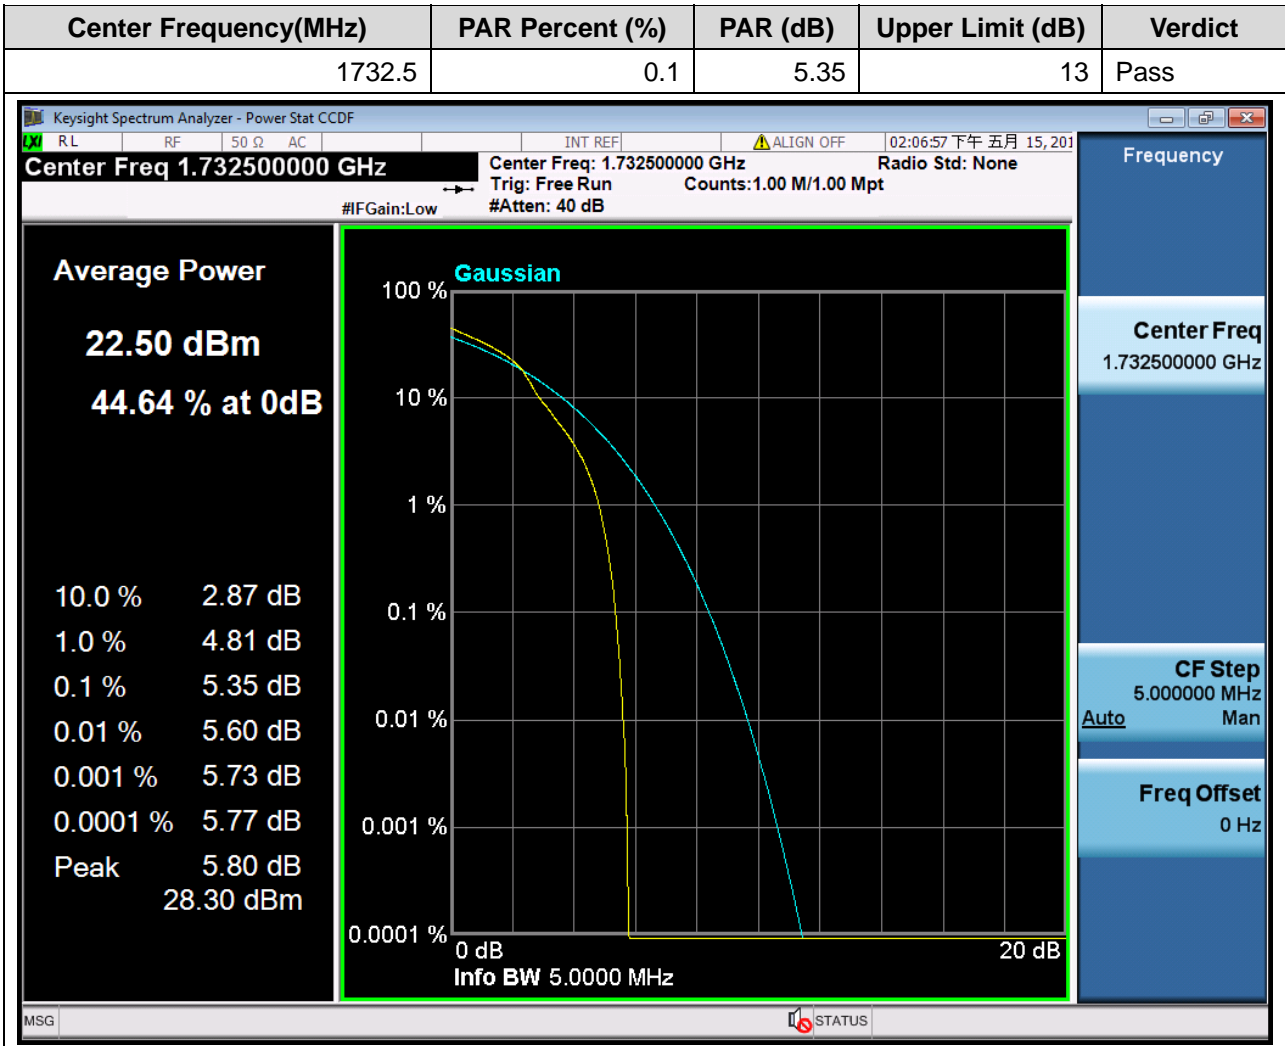 Center Frequency(MHz) PAR Percent (%) PAR (dB) Upper Limit (dB) Verdict
1732.5 0.1 5.35 13 Pass
Keysight Spectrum Analyzer - Power Stat CCDF
LXI RL RF 50 Ω AC INT REF ALIGN OFF 02:06:57 下午 五月 15, 201
Center Freq 1.732500000 GHz
Center Freq: 1.732500000 GHz Radio Std: None
Trig: Free Run Counts:1.00 M/1.00 Mpt
#IFGain:Low #Atten: 40 dB
Average Power
22.50 dBm
44.64 % at 0dB
10.0 % 2.87 dB
1.0 % 4.81 dB
0.1 % 5.35 dB
0.01 % 5.60 dB
0.001 % 5.73 dB
0.0001 % 5.77 dB
Peak 5.80 dB
28.30 dBm
Gaussian
100 %
10 %
1 %
0.1 %
0.01 %
0.001 %
0.0001 %
0 dB 20 dB
Info BW 5.0000 MHz
Frequency
Center Freq
1.732500000 GHz
CF Step
5.000000 MHz
Auto Man
Freq Offset
0 Hz
MSG STATUS